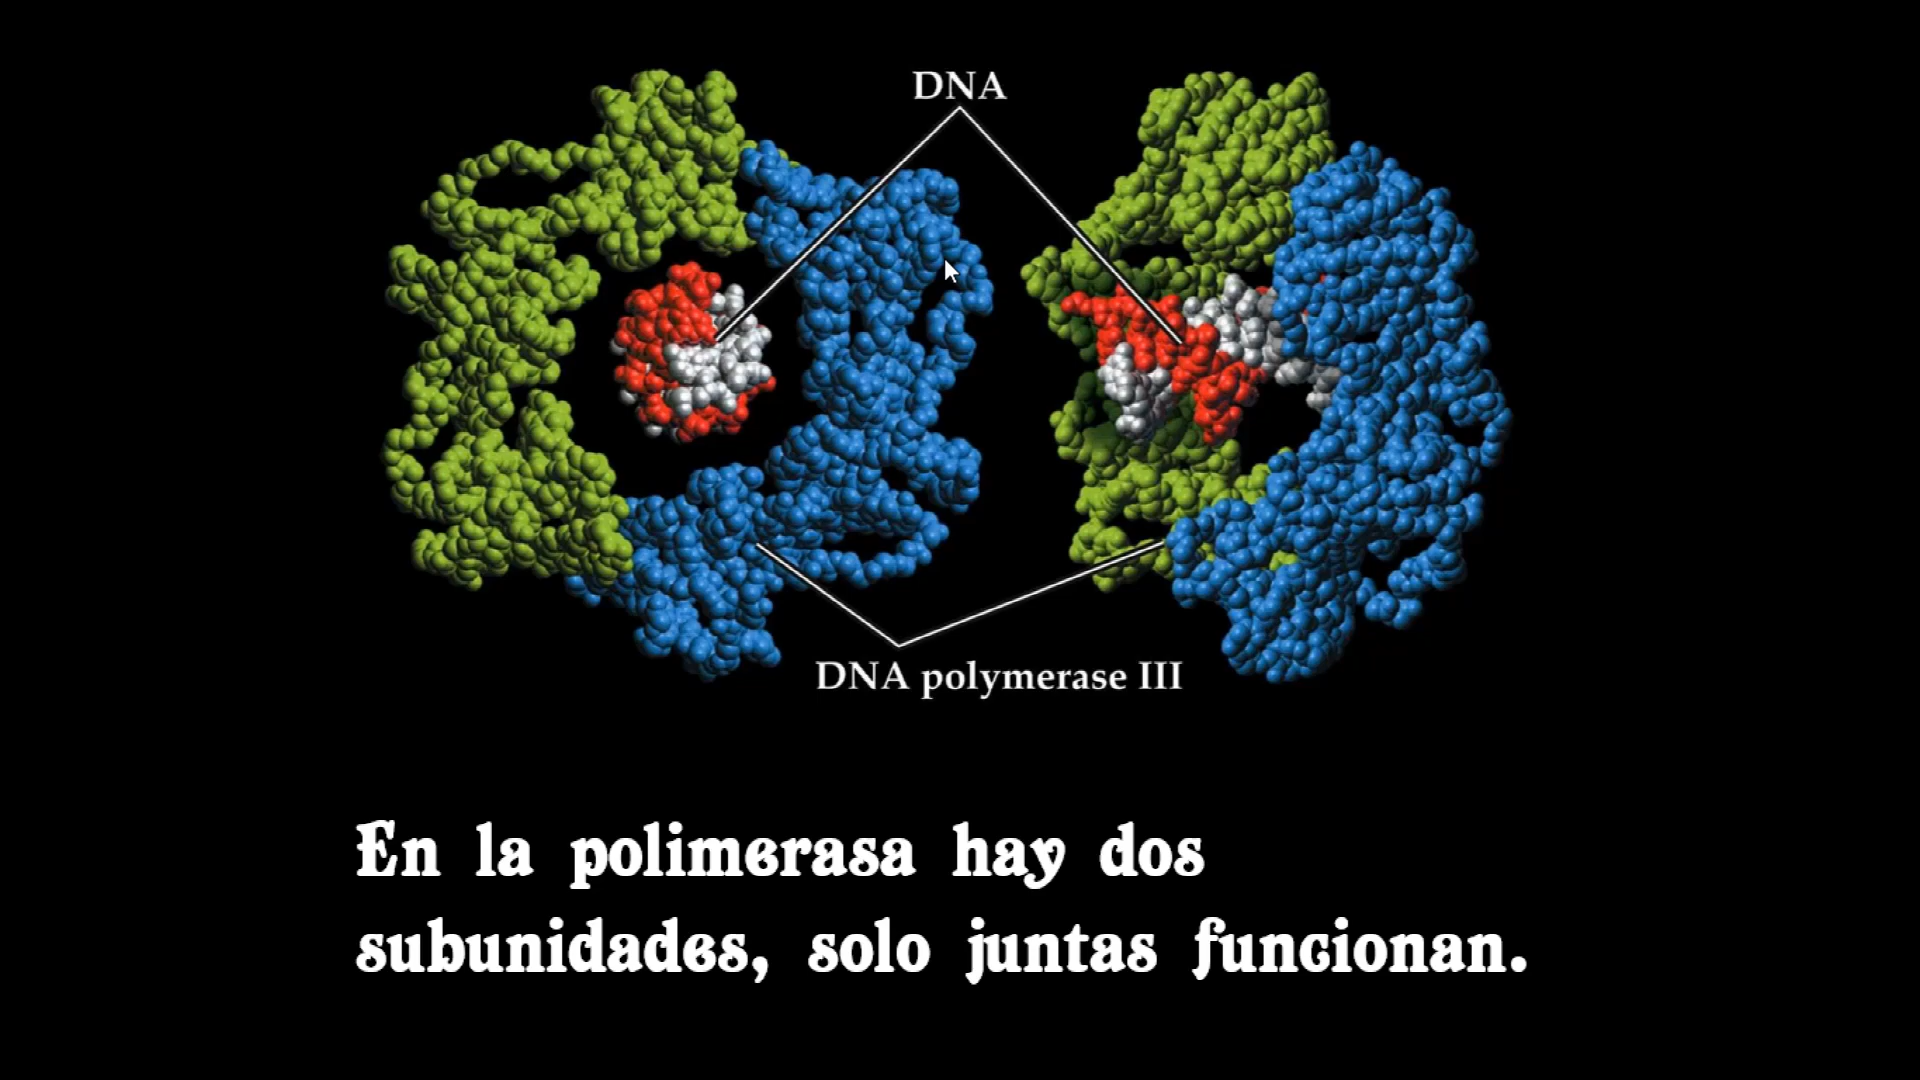 DNA
DNA polymerase III
En la polimerasa hay dos
subunidades, solo juntas funcionan.